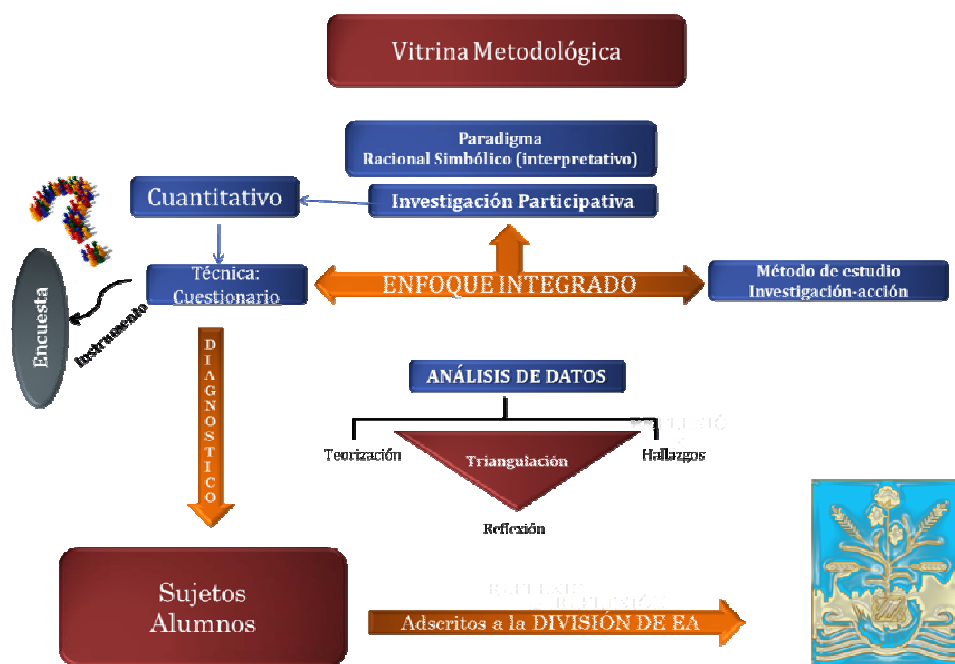 Vitrina Metodológica
Paradigma
Racional Simbólico (interpretativo)
Cuantitativo
Investigación Participativa
Técnica:
Cuestionario
ENFOQUE INTEGRADO
Método de estudio
Investigación-acción
Encuesta
Instrumento
DIAGNOSTICO
ANÁLISIS DE DATOS
Teorización
Triangulación
Hallazgos
Reflexión
Sujetos
Alumnos
Adscritos a la DIVISIÓN DE EA